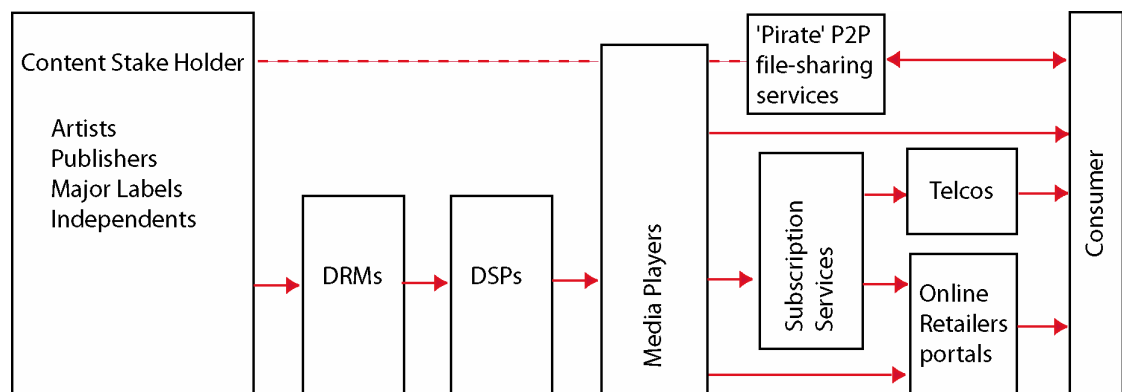 Content Stake Holder
Artists
Publishers
Major Labels
Independents
DRMs
DSPs
Media Players
'Pirate' P2P
file-sharing
services
Subscription
Services
Telcos
Online
Retailers
portals
Consumer